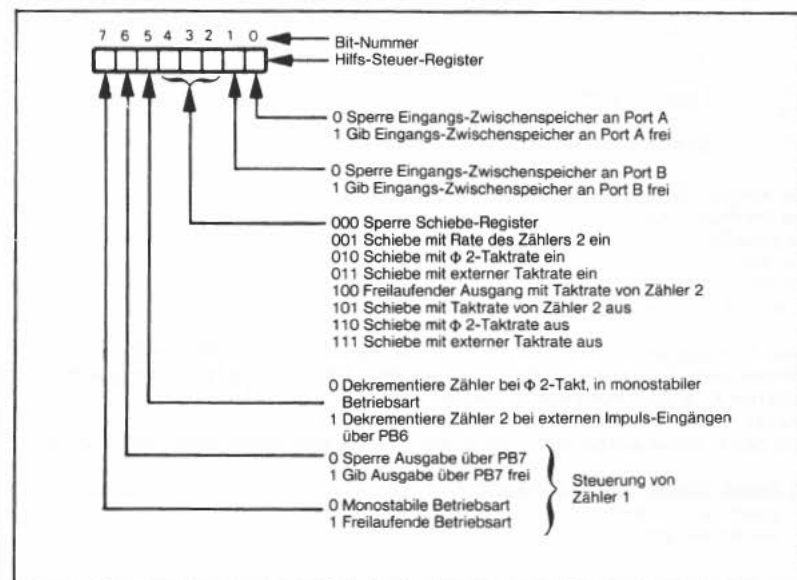 7 6 5 4 3 2 1 0
Bit-Nummer
Hilfs-Steuer-Register
0 Sperre Eingangs-Zwischenspeicher an Port A
1 Gib Eingangs-Zwischenspeicher an Port A frei
0 Sperre Eingangs-Zwischenspeicher an Port B
1 Gib Eingangs-Zwischenspeicher an Port B frei
000 Sperre Schiebe-Register
001 Schiebe mit Rate des Zählers 2 ein
010 Schiebe mit Φ 2-Taktrate ein
011 Schiebe mit externer Taktrate ein
100 Freilaufender Ausgang mit Taktrate von Zähler 2
101 Schiebe mit Taktrate von Zähler 2 aus
110 Schiebe mit Φ 2-Taktrate aus
111 Schiebe mit externer Taktrate aus
0 Dekrementiere Zähler bei Φ 2-Takt, in monostabiler
Betriebsart
1 Dekrementiere Zähler 2 bei externen Impuls-Eingängen
über PB6
0 Sperre Ausgabe über PB7
1 Gib Ausgabe über PB7 frei
0 Monostabile Betriebsart
1 Freilaufende Betriebsart
Steuerung von
Zähler 1